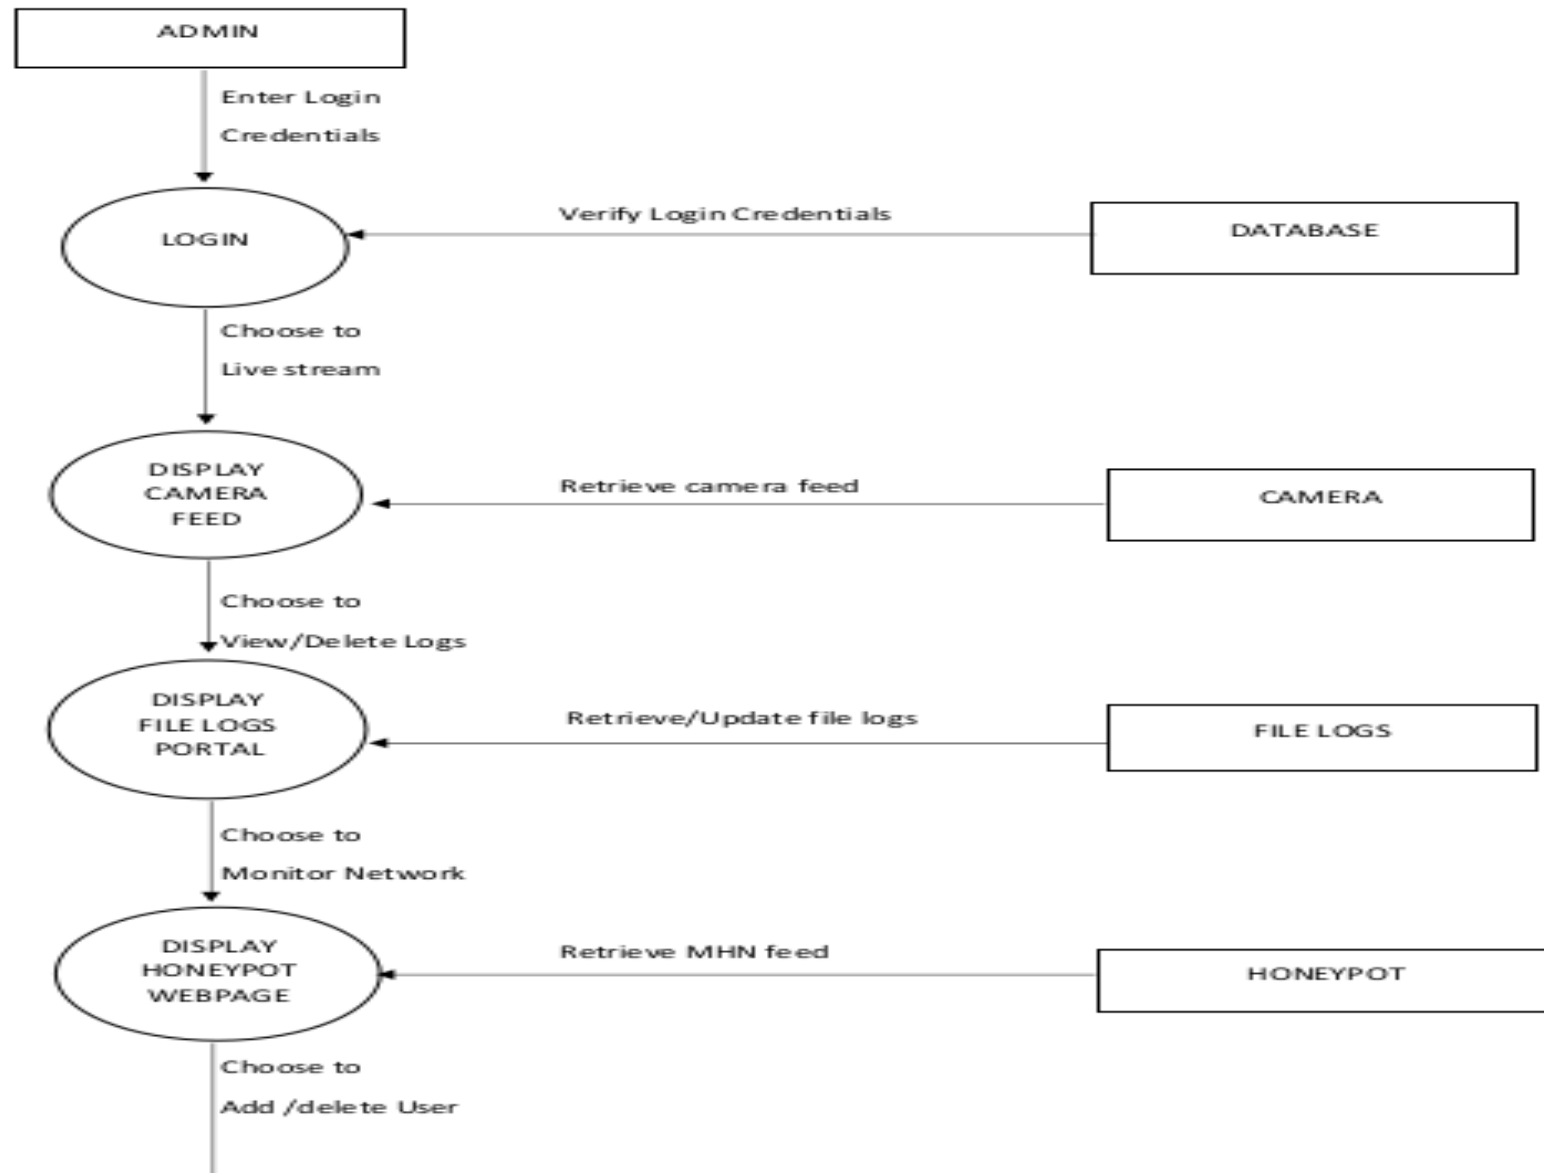 ADMIN
Enter Login
Credentials
Verify Login Credentials
LOGIN
DATABASE
Choose to
Live stream
DISPLAY
CAMERA
FEED
Retrieve camera feed
CAMERA
Choose to
View/Delete Logs
DISPLAY
FILE LOGS
PORTAL
Retrieve/Update file logs
FILE LOGS
Choose to
Monitor Network
DISPLAY
HONEYPOT
WEBPAGE
Retrieve MHN feed
HONEYPOT
Choose to
Add /delete User